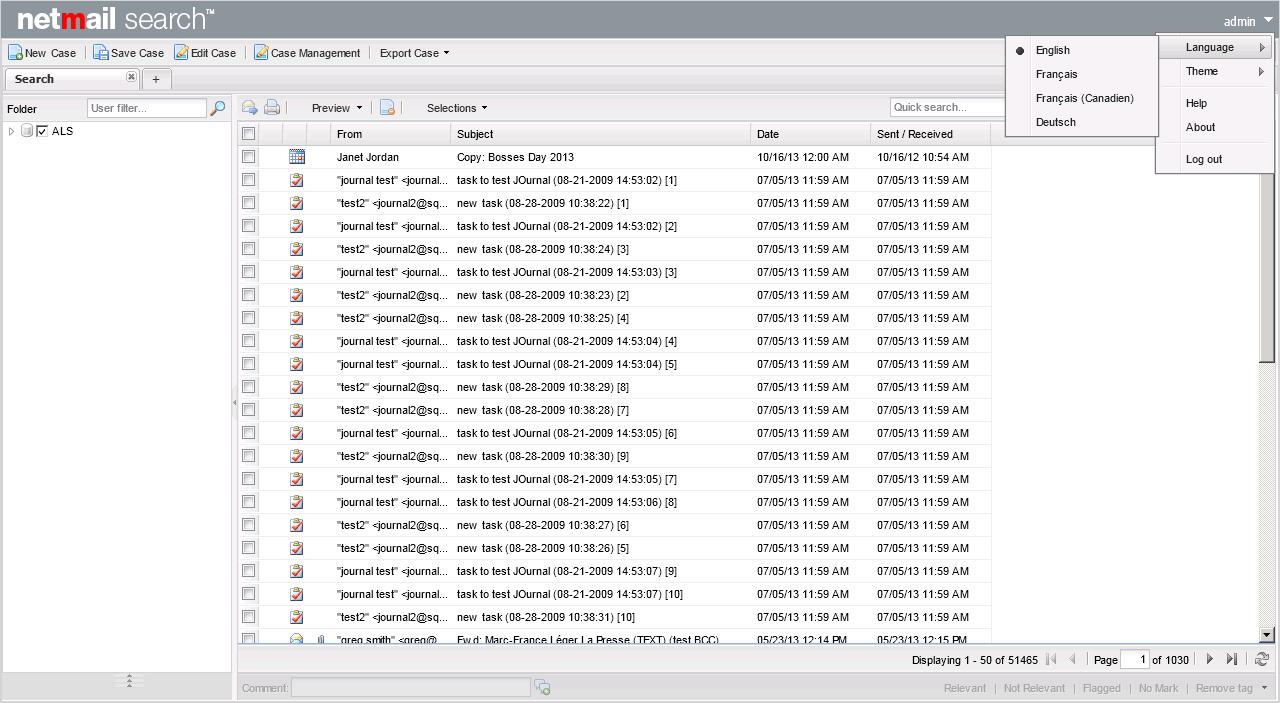 netmail search™
admin
New Case Save Case Edit Case Case Management Export Case
Language
Theme
Help
About
Log out
English
Français
Français (Canadien)
Deutsch
Search +
Folder User filter...
ALS
Preview Selections Quick search...
From Subject Date Sent / Received
Janet Jordan Copy: Bosses Day 2013 10/16/13 12:00 AM 10/16/12 10:54 AM
"journal test" <journal... task to test JOurnal (08-21-2009 14:53:02) [1] 07/05/13 11:59 AM 07/05/13 11:59 AM
"test2" <journal2@sq... new task (08-28-2009 10:38:22) [1] 07/05/13 11:59 AM 07/05/13 11:59 AM
"journal test" <journal... task to test JOurnal (08-21-2009 14:53:02) [2] 07/05/13 11:59 AM 07/05/13 11:59 AM
"test2" <journal2@sq... new task (08-28-2009 10:38:24) [3] 07/05/13 11:59 AM 07/05/13 11:59 AM
"journal test" <journal... task to test JOurnal (08-21-2009 14:53:03) [3] 07/05/13 11:59 AM 07/05/13 11:59 AM
"test2" <journal2@sq... new task (08-28-2009 10:38:23) [2] 07/05/13 11:59 AM 07/05/13 11:59 AM
"test2" <journal2@sq... new task (08-28-2009 10:38:25) [4] 07/05/13 11:59 AM 07/05/13 11:59 AM
"journal test" <journal... task to test JOurnal (08-21-2009 14:53:04) [4] 07/05/13 11:59 AM 07/05/13 11:59 AM
"journal test" <journal... task to test JOurnal (08-21-2009 14:53:04) [5] 07/05/13 11:59 AM 07/05/13 11:59 AM
"test2" <journal2@sq... new task (08-28-2009 10:38:29) [8] 07/05/13 11:59 AM 07/05/13 11:59 AM
"test2" <journal2@sq... new task (08-28-2009 10:38:28) [7] 07/05/13 11:59 AM 07/05/13 11:59 AM
"journal test" <journal... task to test JOurnal (08-21-2009 14:53:05) [6] 07/05/13 11:59 AM 07/05/13 11:59 AM
"test2" <journal2@sq... new task (08-28-2009 10:38:30) [9] 07/05/13 11:59 AM 07/05/13 11:59 AM
"journal test" <journal... task to test JOurnal (08-21-2009 14:53:05) [7] 07/05/13 11:59 AM 07/05/13 11:59 AM
"journal test" <journal... task to test JOurnal (08-21-2009 14:53:06) [8] 07/05/13 11:59 AM 07/05/13 11:59 AM
"test2" <journal2@sq... new task (08-28-2009 10:38:27) [6] 07/05/13 11:59 AM 07/05/13 11:59 AM
"test2" <journal2@sq... new task (08-28-2009 10:38:26) [5] 07/05/13 11:59 AM 07/05/13 11:59 AM
"journal test" <journal... task to test JOurnal (08-21-2009 14:53:07) [9] 07/05/13 11:59 AM 07/05/13 11:59 AM
"journal test" <journal... task to test JOurnal (08-21-2009 14:53:07) [10] 07/05/13 11:59 AM 07/05/13 11:59 AM
"test2" <journal2@sq... new task (08-28-2009 10:38:31) [10] 07/05/13 11:59 AM 07/05/13 11:59 AM
"greg smith" <greg@... Fw d: Marc-France Léger La Presse (TEXT) (test BCC) 05/23/13 12:14 PM 05/23/13 12:15 PM
Displaying 1 - 50 of 51465 Page 1 of 1030
Comment: Relevant | Not Relevant | Flagged | No Mark | Remove tag